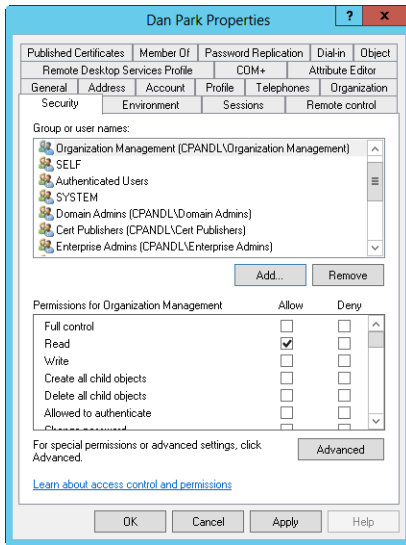 Dan Park Properties
?
x
Published Certificates Member Of Password Replication Dial-in Object
Remote Desktop Services Profile COM+ Attribute Editor
General Address Account Profile Telephones Organization
Security Environment Sessions Remote control
Group or user names:
Organization Management (CPANDL\Organization Management)
SELF
Authenticated Users
SYSTEM
Domain Admins (CPANDL\Domain Admins)
Cert Publishers (CPANDL\Cert Publishers)
Enterprise Admins (CPANDL\Enterprise Admins)
Add... Remove
Permissions for Organization Management Allow Deny
Full control
Read
Write
Create all child objects
Delete all child objects
Allowed to authenticate
Change password
For special permissions or advanced settings, click
Advanced.
Advanced
Learn about access control and permissions
OK Cancel Apply Help